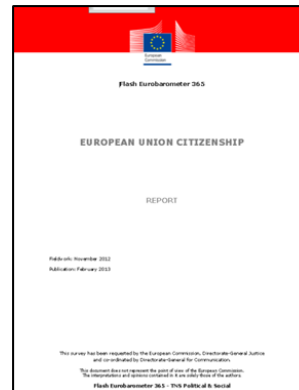 European
Commission
Flash Eurobarometer 365
EUROPEAN UNION CITIZENSHIP
REPORT
Fieldwork: November 2012
Publication: February 2013
This survey has been requested by the European Commission, Directorate-General Justice
and co-ordinated by Directorate-General for Communication.
This document does not represent the point of view of the European Commission.
The interpretations and opinions contained in it are solely those of the authors.
Flash Eurobarometer 365 - TNS Political & Social